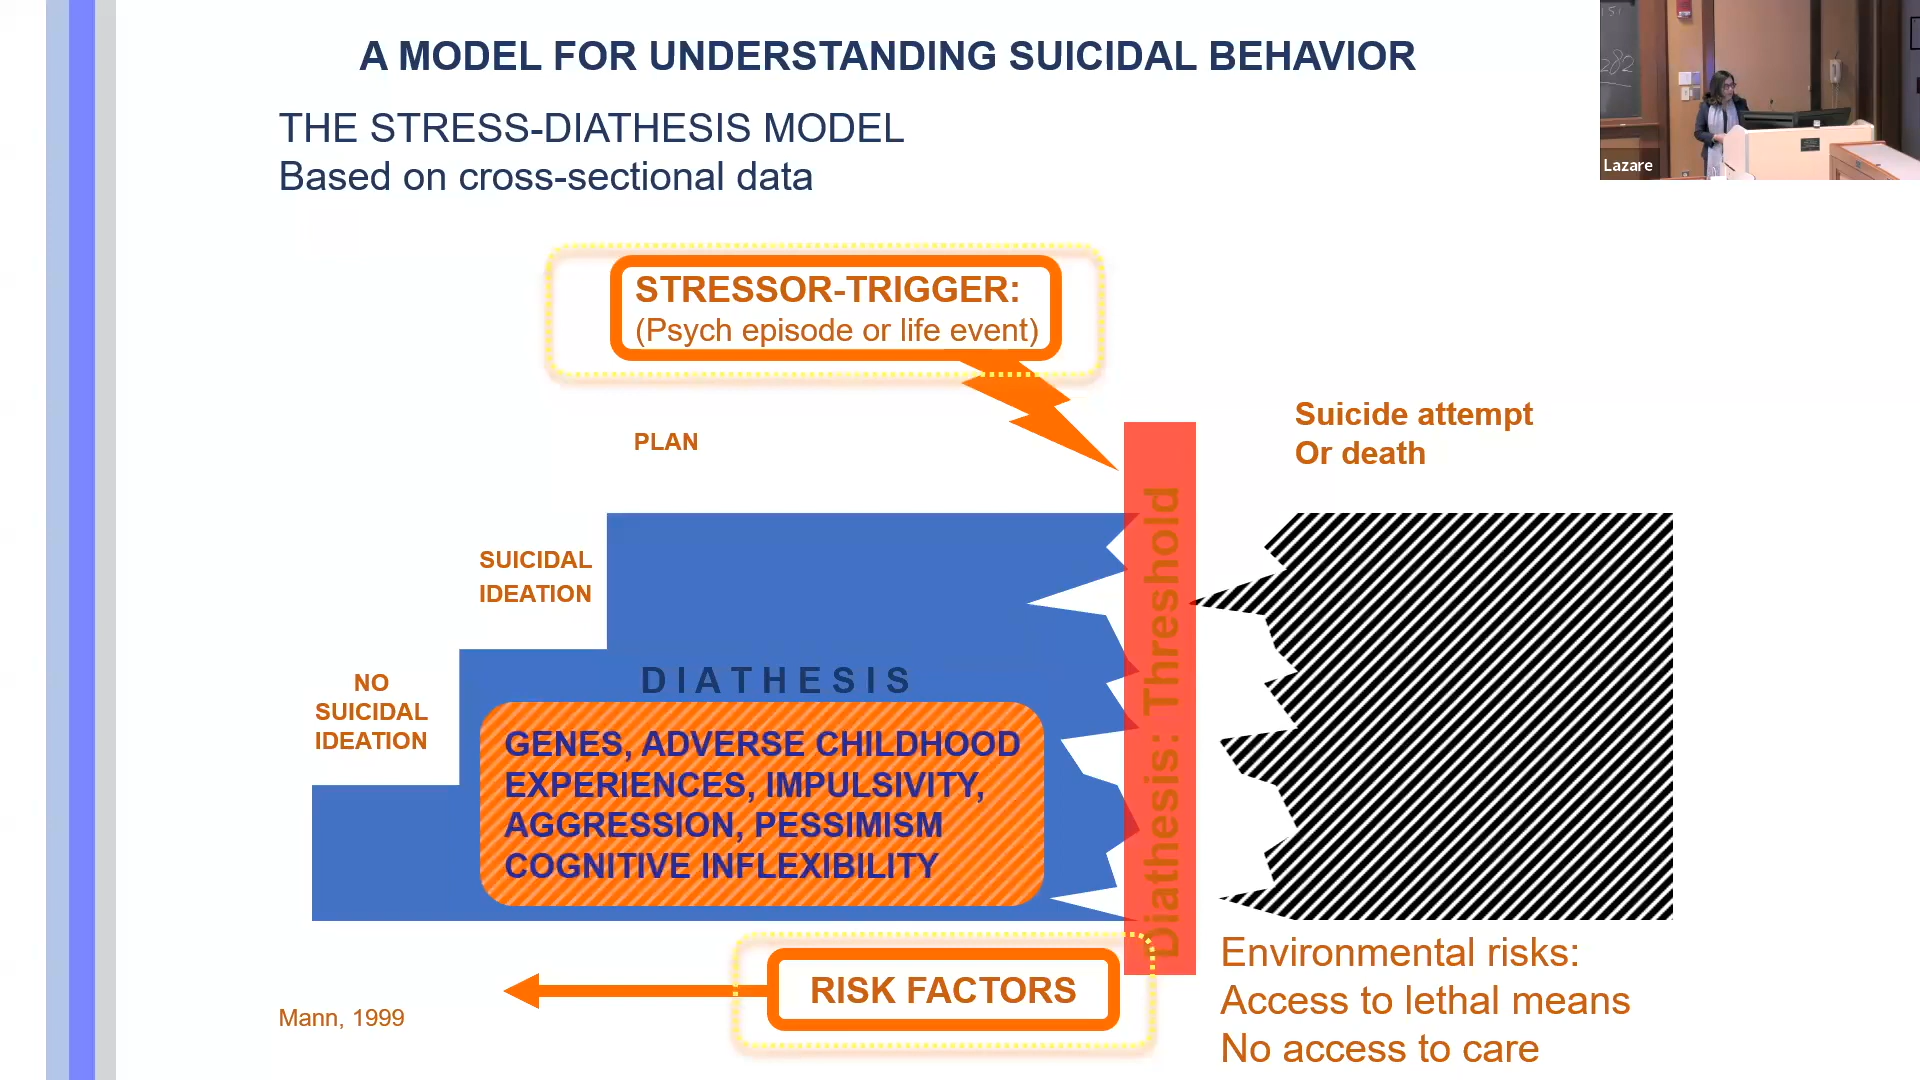 A MODEL FOR UNDERSTANDING SUICIDAL BEHAVIOR
THE STRESS-DIATHESIS MODEL
Based on cross-sectional data
151
282
Lazare
STRESSOR-TRIGGER:
(Psych episode or life event)
PLAN
Suicide attempt
Or death
SUICIDAL
IDEATION
NO
SUICIDAL
IDEATION
DIATHESIS
GENES, ADVERSE CHILDHOOD
EXPERIENCES, IMPULSIVITY,
AGGRESSION, PESSIMISM
COGNITIVE INFLEXIBILITY
Diathesis: Threshold
RISK FACTORS
Environmental risks:
Access to lethal means
No access to care
Mann, 1999